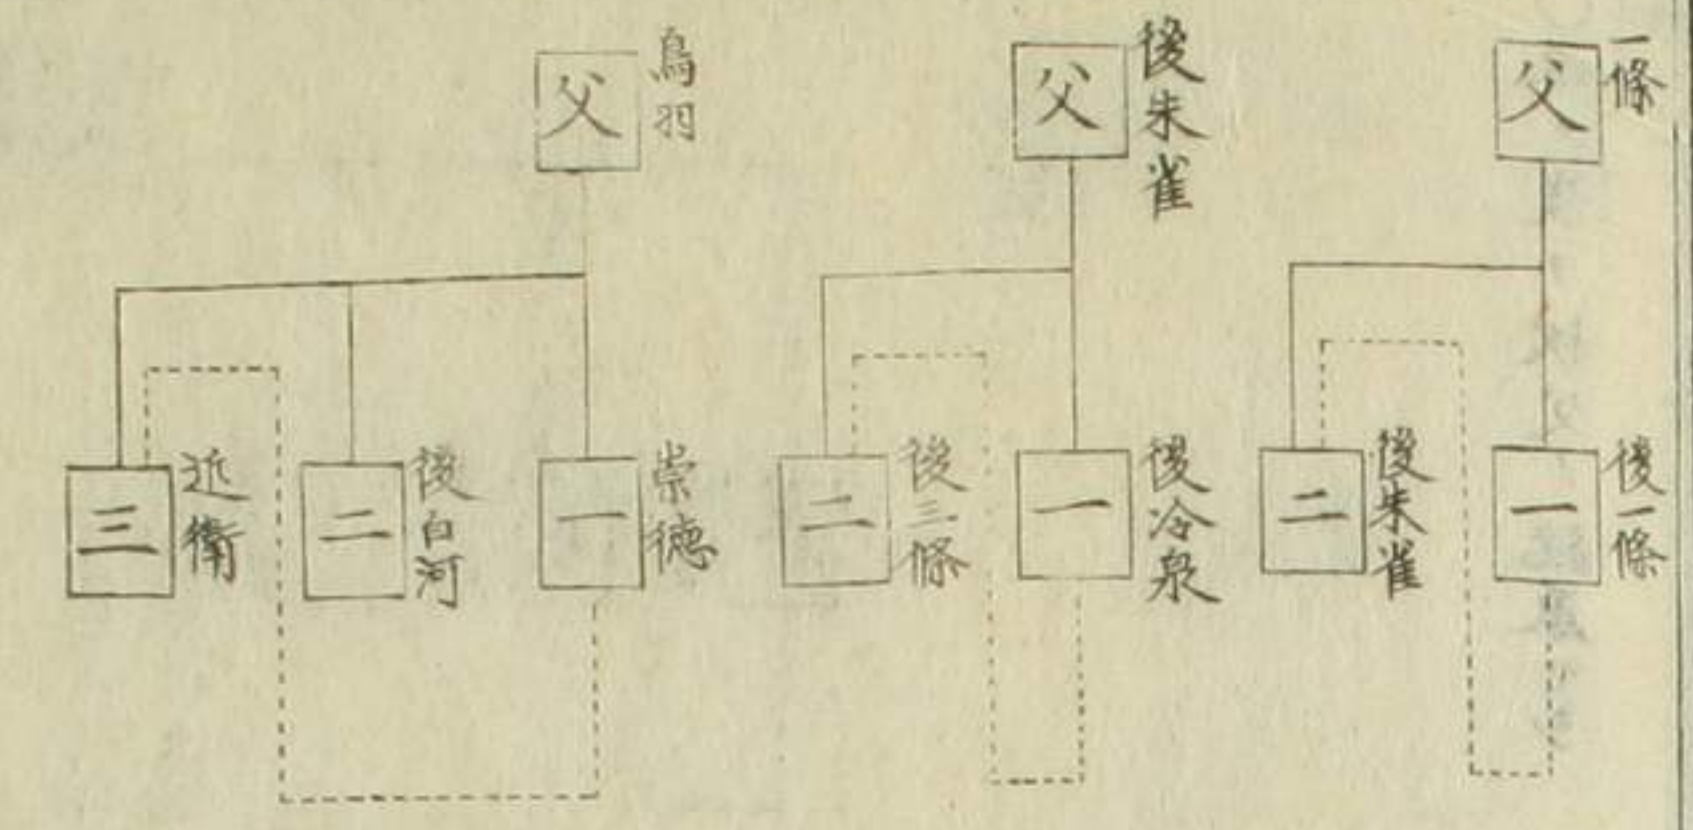 一條
父
後一條
一
後朱雀
二
後朱雀
父
後冷泉
一
後三條
二
鳥羽
父
崇徳
一
後白河
二
近衛
三